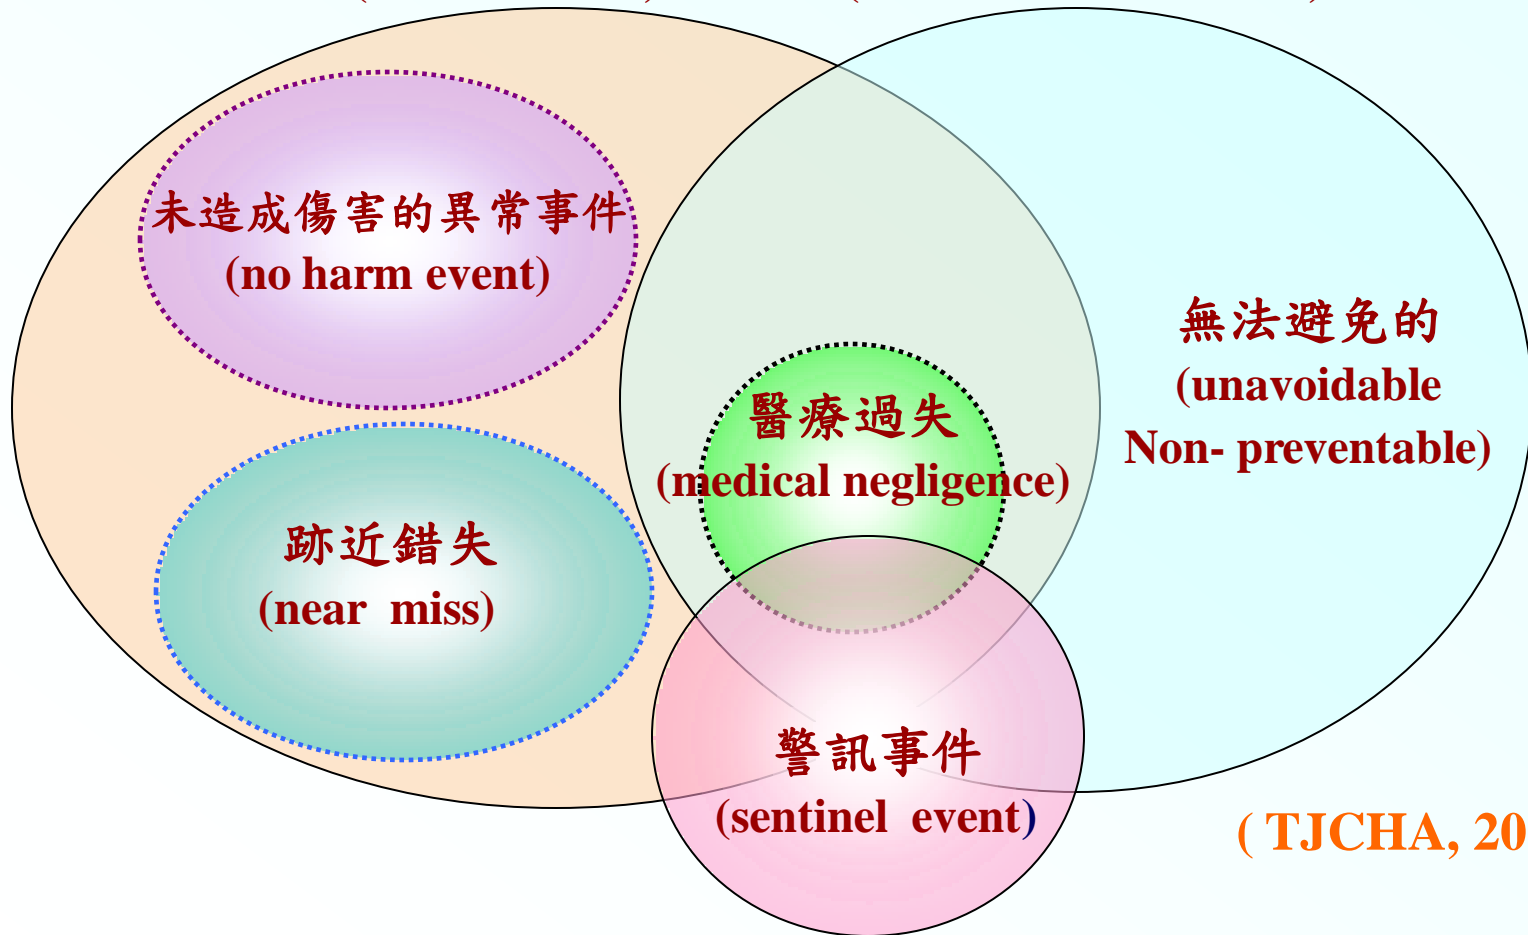 未造成傷害的異常事件
(no harm event)
無法避免的
(unavoidable
Non- preventable)
醫療過失
(medical negligence)
跡近錯失
(near miss)
警訊事件
(sentinel event)
( TJCHA, 20